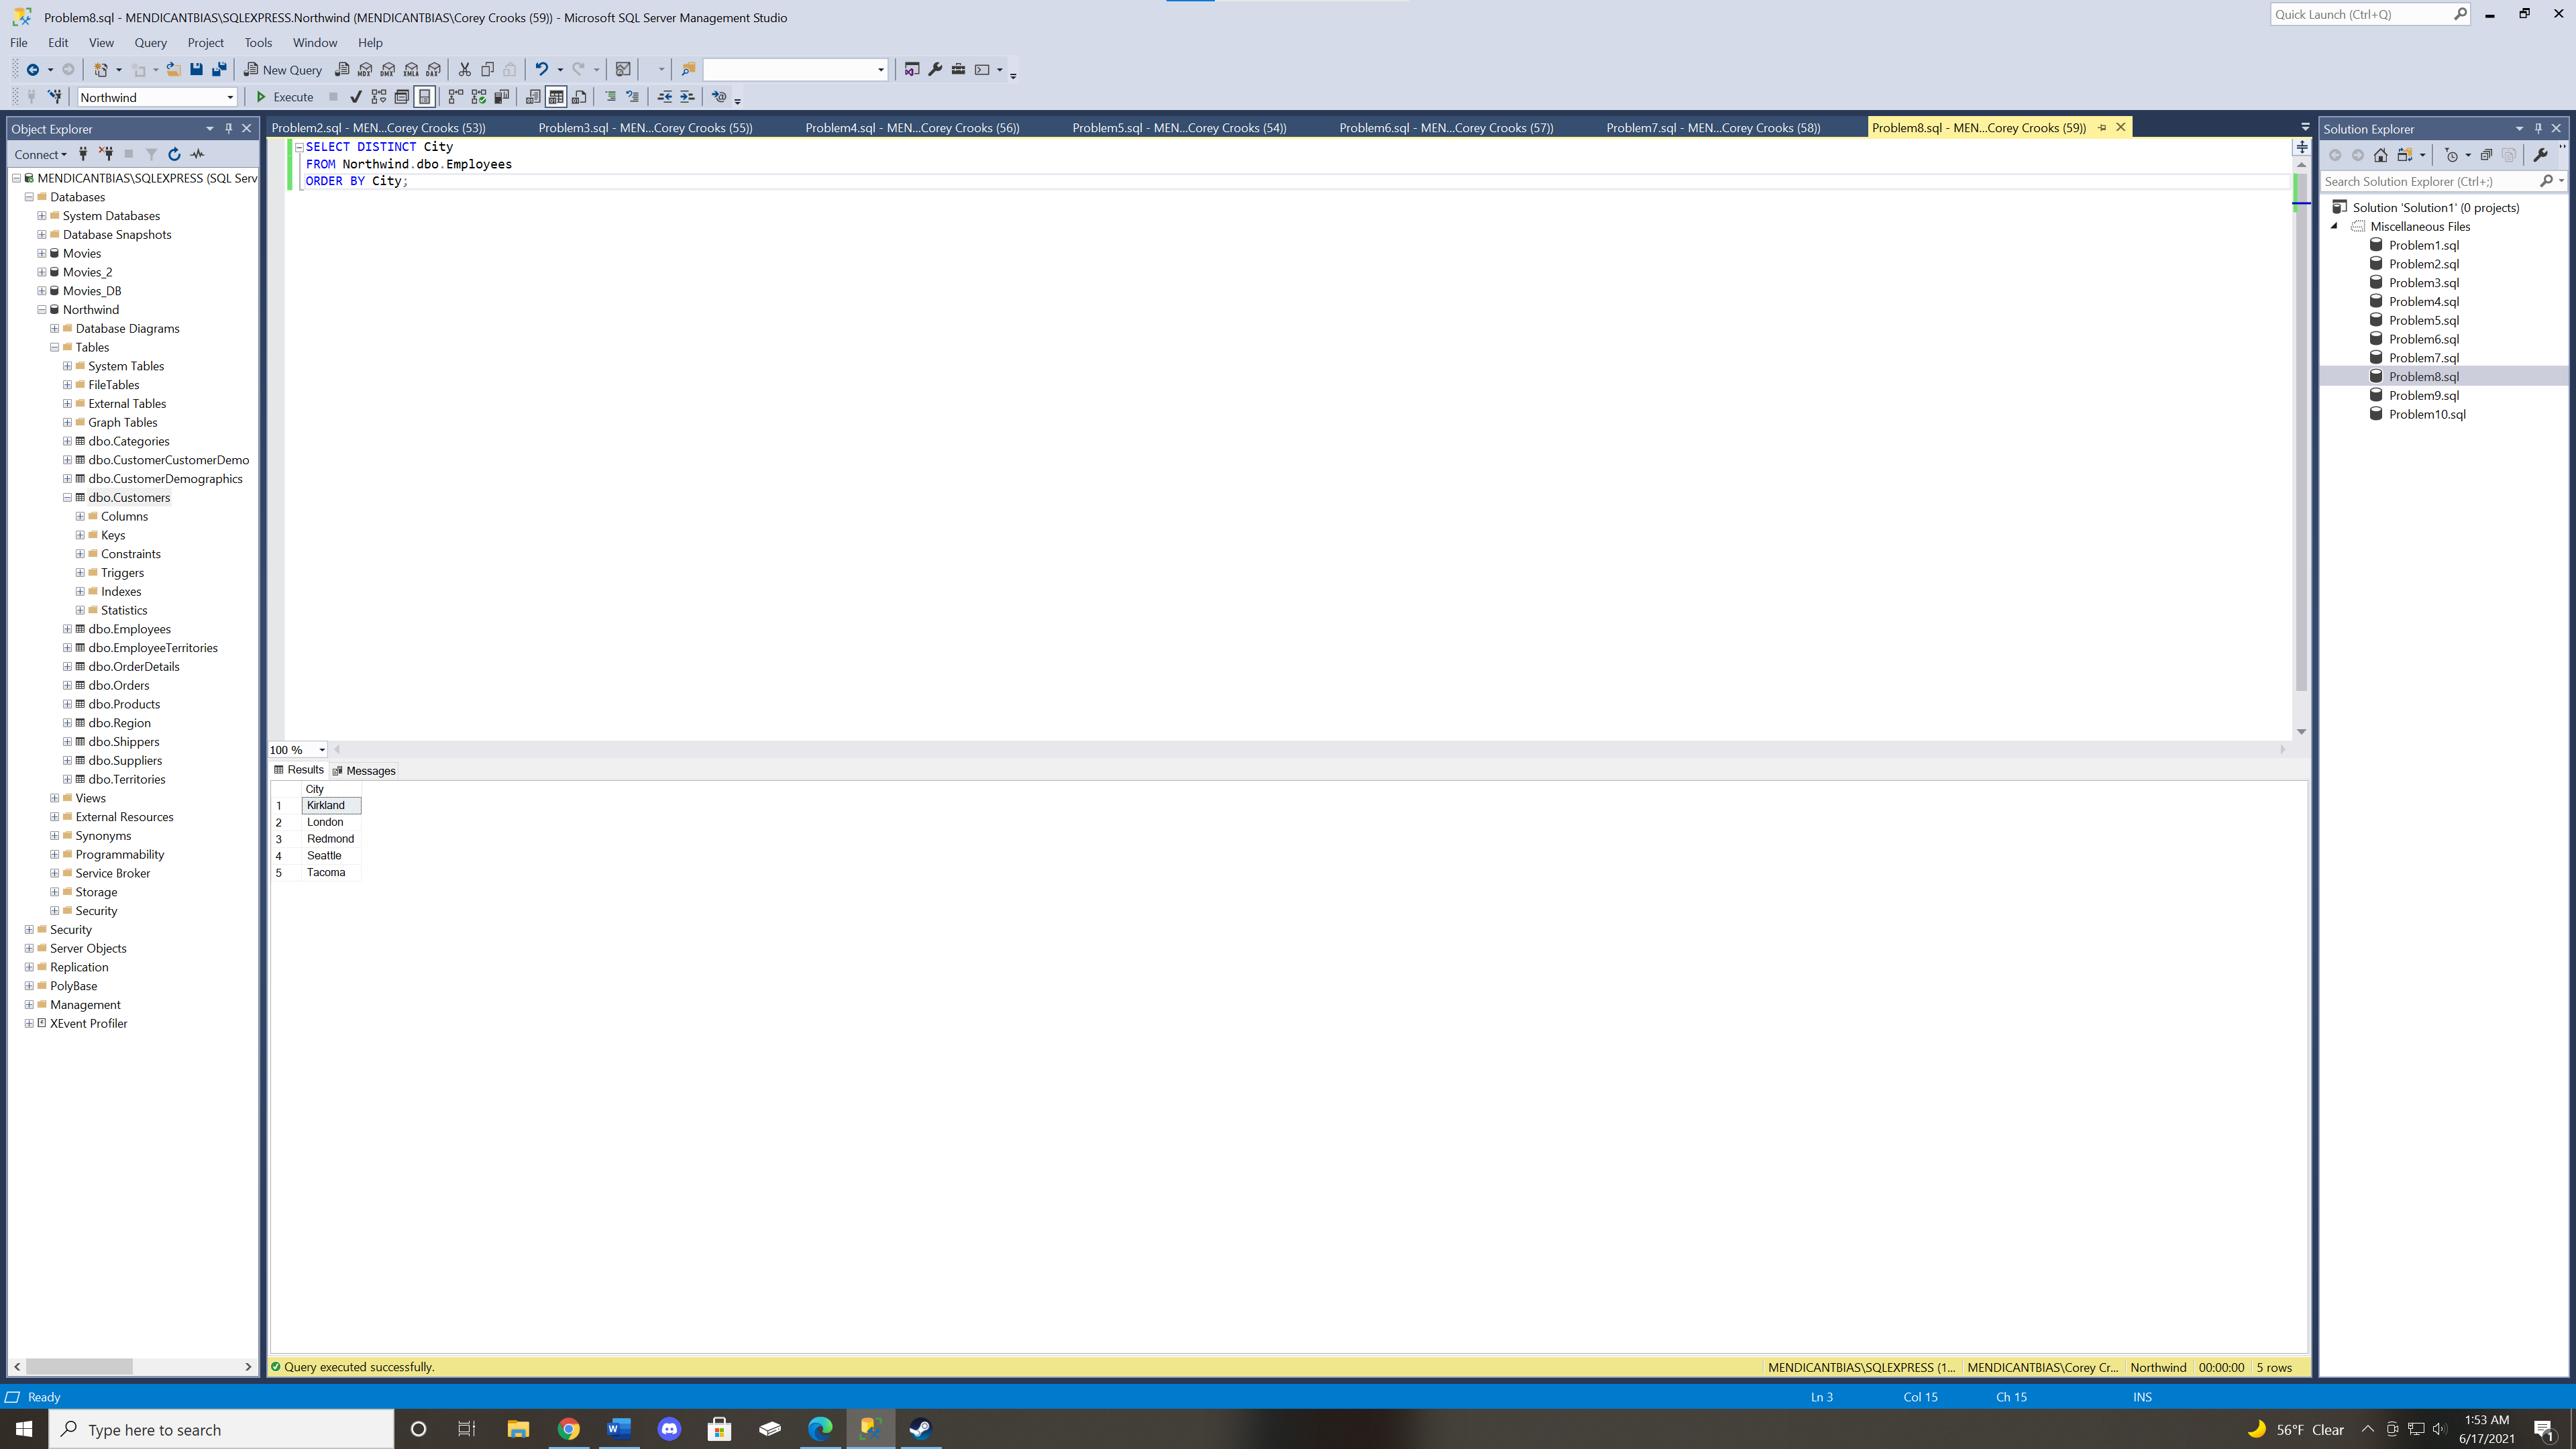 Problem8.sql - MENDICANTBIAS\SQLEXPRESS.Northwind (MENDICANTBIAS\Corey Crooks (59)) - Microsoft SQL Server Management Studio
Quick Launch (Ctrl+Q)
File Edit View Query Project Tools Window Help
New Query MDX DMX XMLA DAX
Northwind Execute
Object Explorer
Connect
MENDICANTBIAS\SQLEXPRESS (SQL Serv
Databases
System Databases
Database Snapshots
Movies
Movies_2
Movies_DB
Northwind
Database Diagrams
Tables
System Tables
FileTables
External Tables
Graph Tables
dbo.Categories
dbo.CustomerCustomerDemo
dbo.CustomerDemographics
dbo.Customers
Columns
Keys
Constraints
Triggers
Indexes
Statistics
dbo.Employees
dbo.EmployeeTerritories
dbo.OrderDetails
dbo.Orders
dbo.Products
dbo.Region
dbo.Shippers
dbo.Suppliers
dbo.Territories
Views
External Resources
Synonyms
Programmability
Service Broker
Storage
Security
Security
Server Objects
Replication
PolyBase
Management
XEvent Profiler
Problem2.sql - MEN...Corey Crooks (53)) Problem3.sql - MEN...Corey Crooks (55)) Problem4.sql - MEN...Corey Crooks (56)) Problem5.sql - MEN...Corey Crooks (54)) Problem6.sql - MEN...Corey Crooks (57)) Problem7.sql - MEN...Corey Crooks (58)) Problem8.sql - MEN...Corey Crooks (59))
SELECT DISTINCT City
FROM Northwind.dbo.Employees
ORDER BY City;
100 %
Results Messages
City
1 Kirkland
2 London
3 Redmond
4 Seattle
5 Tacoma
Query executed successfully. MENDICANTBIAS\SQLEXPRESS (1... MENDICANTBIAS\Corey Cr... Northwind 00:00:00 5 rows
Solution Explorer
Search Solution Explorer (Ctrl+;)
Solution 'Solution1' (0 projects)
Miscellaneous Files
Problem1.sql
Problem2.sql
Problem3.sql
Problem4.sql
Problem5.sql
Problem6.sql
Problem7.sql
Problem8.sql
Problem9.sql
Problem10.sql
Ready Ln 3 Col 15 Ch 15 INS
Type here to search
56°F Clear
1:53 AM
6/17/2021
1